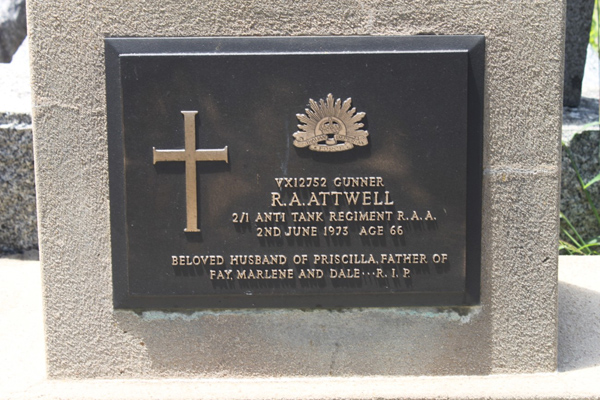 VX12752 GUNNER
R.A. ATTWELL
2/1 ANTI TANK REGIMENT R.A.A.
2ND JUNE 1973 AGE 66
BELOVED HUSBAND OF PRISCILLA, FATHER OF
FAY, MARLENE AND DALE···R.I.P.